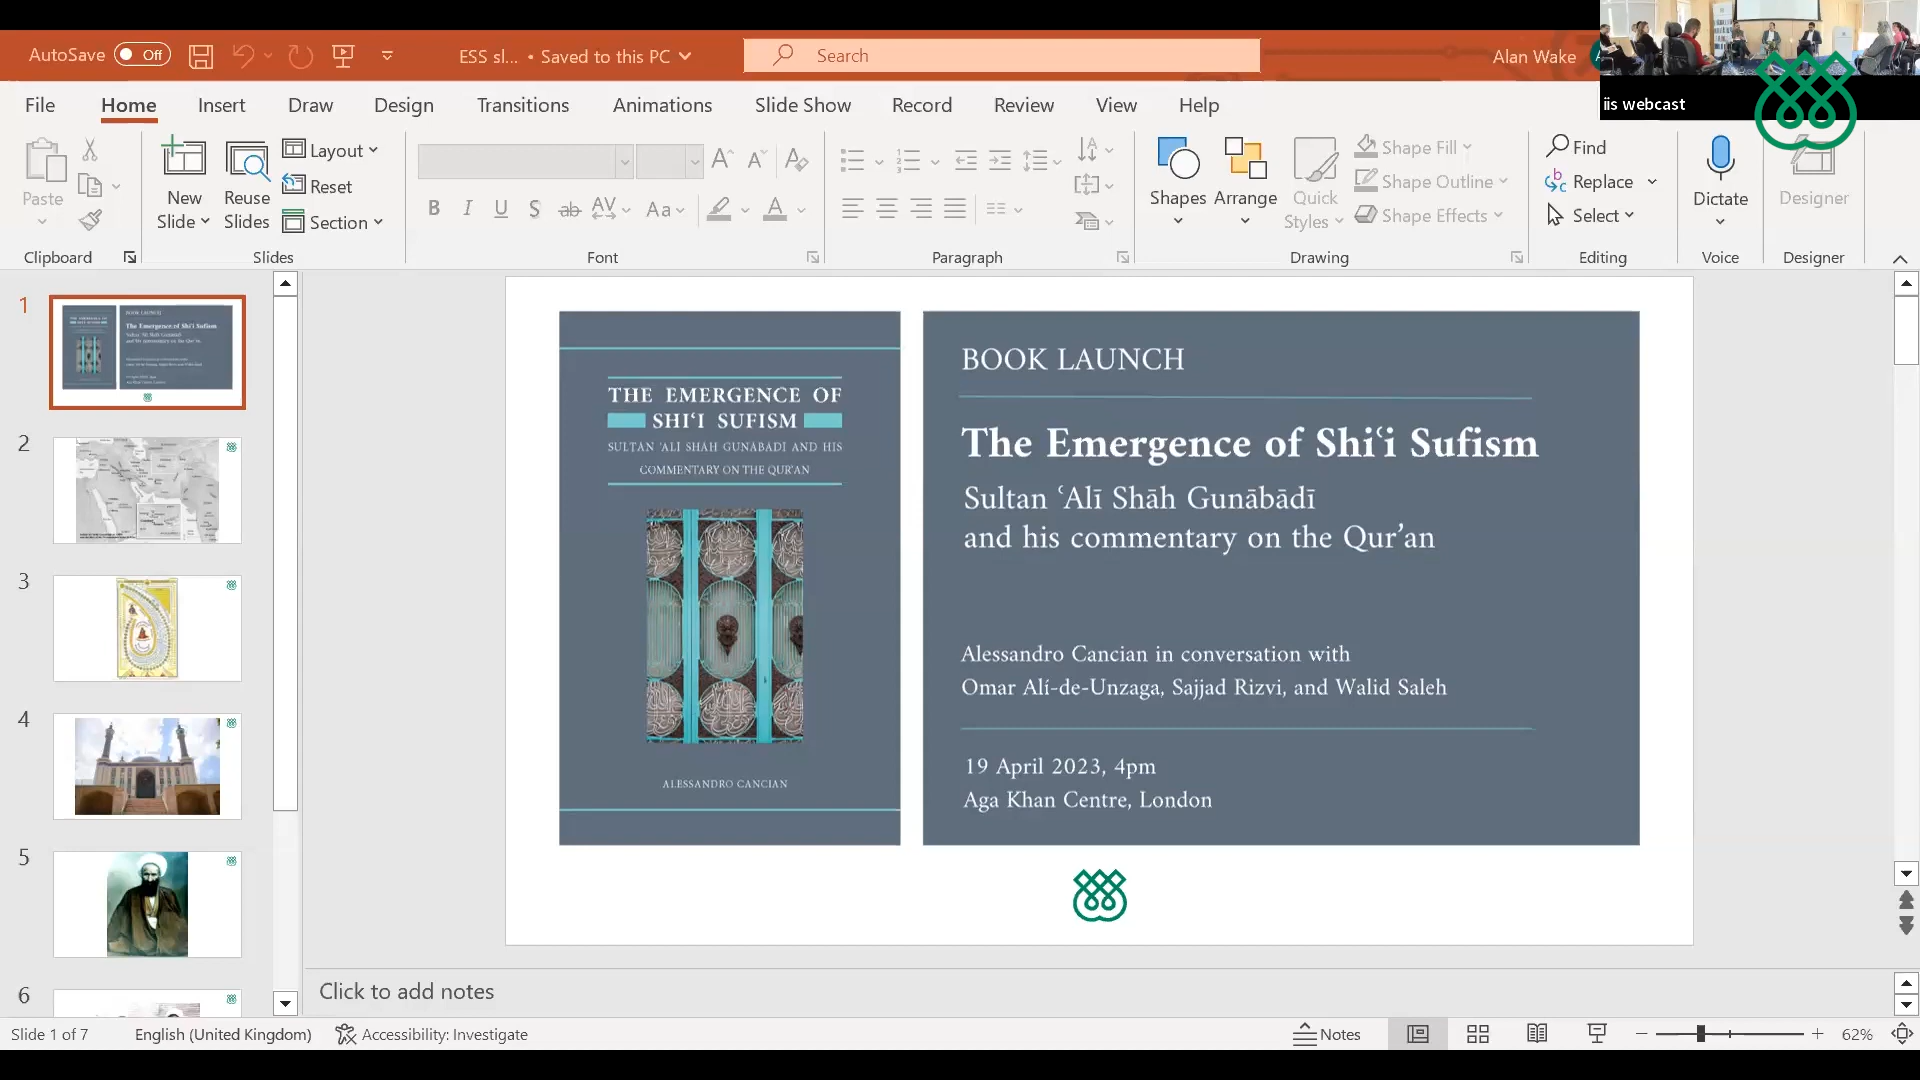 AutoSave Off
ESS sl... • Saved to this PC
Search
Alan Wake
iis webcast
File Home Insert Draw Design Transitions Animations Slide Show Record Review View Help
Paste
Clipboard
New Slide
Reuse Slides
Layout
Reset
Section
Slides
Font
Paragraph
Shapes
Arrange
Quick Styles
Shape Fill
Shape Outline
Shape Effects
Drawing
Find
Replace
Select
Editing
Dictate
Voice
Designer
Designer
1
2
3
4
5
6
THE EMERGENCE OF
SHIʿI SUFISM
SULTAN ʿALĪ SHĀH GUNĀBĀDĪ AND HIS
COMMENTARY ON THE QUR'AN
ALESSANDRO CANCIAN
BOOK LAUNCH
The Emergence of Shiʿi Sufism
Sultan ʿAlī Shāh Gunābādī
and his commentary on the Qurʼan
Alessandro Cancian in conversation with
Omar Alí-de-Unzaga, Sajjad Rizvi, and Walid Saleh
19 April 2023, 4pm
Aga Khan Centre, London
Click to add notes
Slide 1 of 7 English (United Kingdom) Accessibility: Investigate Notes 62%